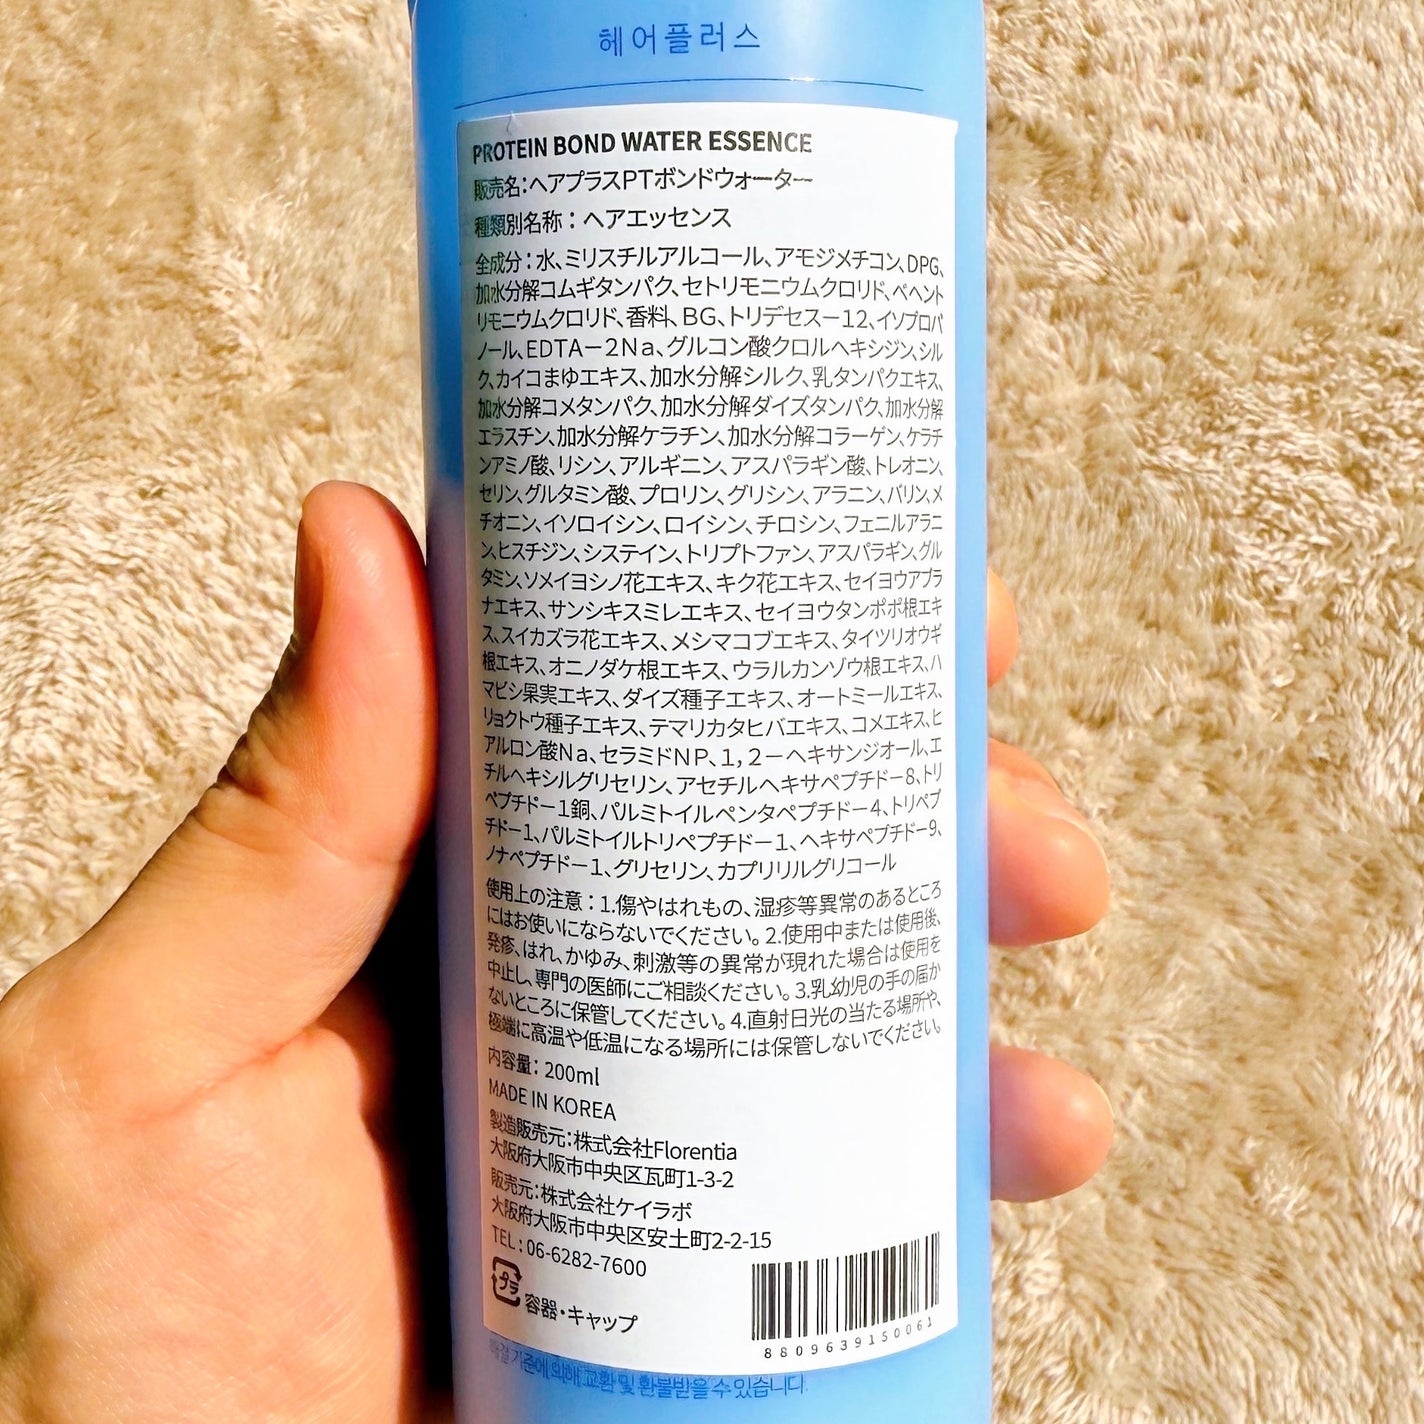 헤어플러스
PROTEIN BOND WATER ESSENCE
販売名:ヘアプラスPTボンドウォーター
種類別名称：ヘアエッセンス
全成分：水、ミリスチルアルコール、アモジメチコン、DPG、
加水分解コムギタンパク、セトリモニウムクロリド、ベヘント
リモニウムクロリド、香料、BG、トリデセス－12、イソプロパ
ノール、EDTA－2Na、グルコン酸クロルヘキシジン、シル
ク、カイコまゆエキス、加水分解シルク、乳タンパクエキス、
加水分解コメタンパク、加水分解ダイズタンパク、加水分解
エラスチン、加水分解ケラチン、加水分解コラーゲン、ケラチ
ンアミノ酸、リシン、アルギニン、アスパラギン酸、トレオニン、
セリン、グルタミン酸、プロリン、グリシン、アラニン、バリン、メ
チオニン、イソロイシン、ロイシン、チロシン、フェニルアラニ
ン、ヒスチジン、システイン、トリプトファン、アスパラギン、グル
タミン、ソメイヨシノ花エキス、キク花エキス、セイヨウアブラ
ナエキス、サンシキスミレエキス、セイヨウタンポポ根エキ
ス、スイカズラ花エキス、メシマコブエキス、タイツリオウギ
根エキス、オニノダケ根エキス、ウラルカンゾウ根エキス、ハ
マビシ果実エキス、ダイズ種子エキス、オートミールエキス、
リョクトウ種子エキス、テマリカタヒバエキス、コメエキス、ヒ
アルロン酸Na、セラミドNP、1，2－ヘキサンジオール、エ
チルヘキシルグリセリン、アセチルヘキサペプチド－8、トリ
ペプチド－1銅、パルミトイルペンタペプチド－4、トリペプ
チド－1、パルミトイルトリペプチド－1、ヘキサペプチド－9、
ノナペプチド－1、グリセリン、カプリリルグリコール
使用上の注意：1.傷やはれもの、湿疹等異常のあるところ
にはお使いにならないでください。2.使用中または使用後、
発疹、はれ、かゆみ、刺激等の異常が現れた場合は使用を
中止し、専門の医師にご相談ください。3.乳幼児の手の届か
ないところに保管してください。4.直射日光の当たる場所や、
極端に高温や低温になる場所には保管しないでください。
内容量：200ml
MADE IN KOREA
製造販売元：株式会社Florentia
大阪府大阪市中央区瓦町1-3-2
販売元：株式会社ケイラボ
大阪府大阪市中央区安土町2-2-15
TEL：06-6282-7600
プラ
容器・キャップ
8809639150061
해결 기준에 의해 교환 및 환불받을 수 있습니다.